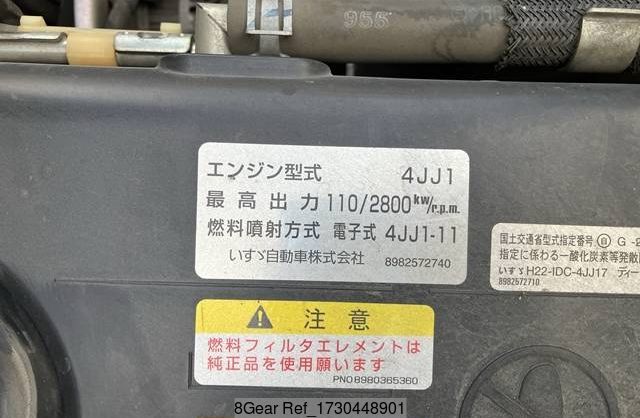 966
エンジン型式 4JJ1
最高出力 110/2800kw/r.p.m.
燃料噴射方式 電子式 4JJ1-11
いすゞ自動車株式会社 8982572740
国土交通省型式指定番号 G -2
指定に係わる一酸化炭素等発散
いすゞH22-IDC-4JJ17 ディー
8982572710
注意
燃料フィルタエレメントは
純正品を使用願います
PNO8980365360
8Gear Ref_1730448901